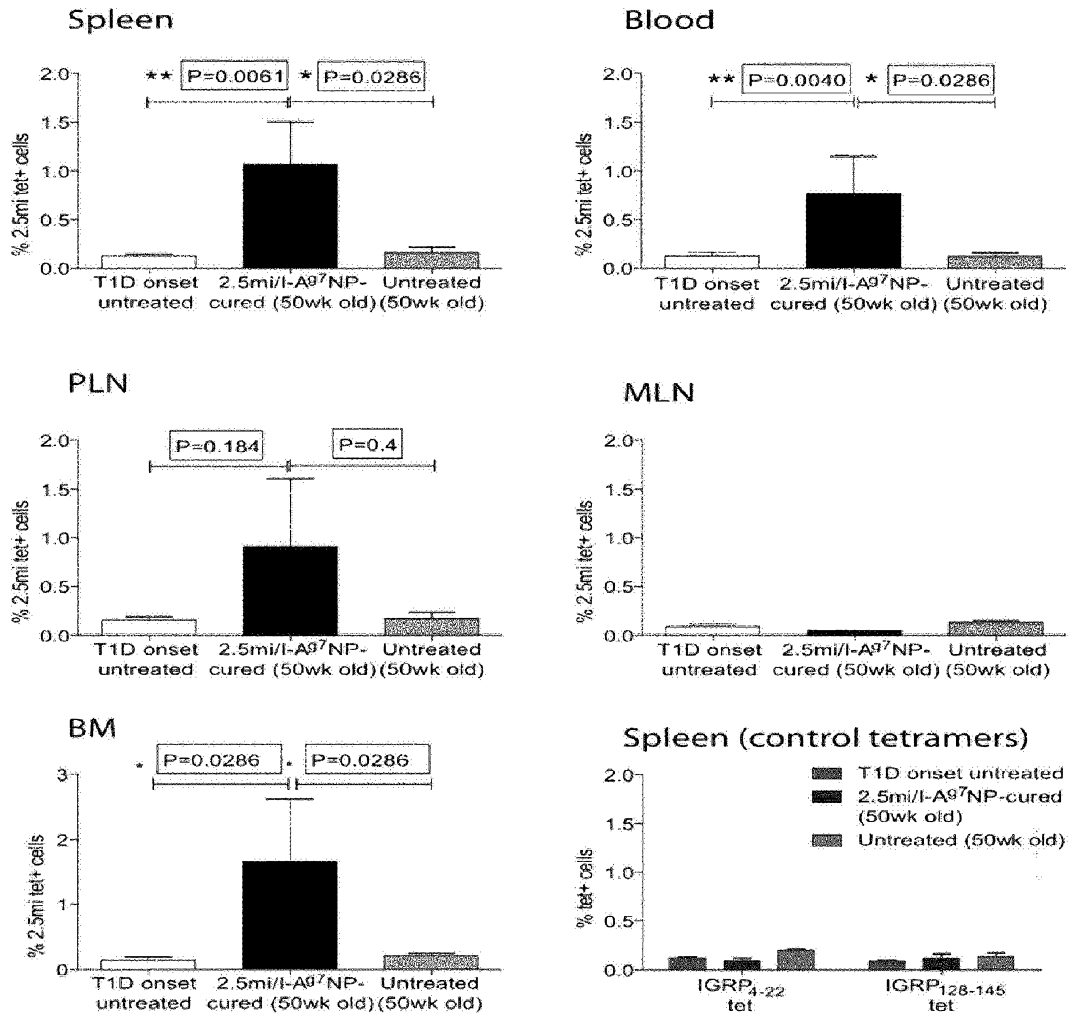 Spleen
** P=0.0061 * P=0.0286
% 2.5mi tet+ cells
2.0
1.5
1.0
0.5
0.0
T1D onset untreated
2.5mi/I-Ag7NP-cured (50wk old)
Untreated (50wk old)
Blood
** P=0.0040 * P=0.0286
% 2.5mi tet+ cells
2.0
1.5
1.0
0.5
0.0
T1D onset untreated
2.5mi/I-Ag7NP-cured (50wk old)
Untreated (50wk old)
PLN
P=0.184 P=0.4
% 2.5mi tet+ cells
2.0
1.5
1.0
0.5
0.0
T1D onset untreated
2.5mi/I-Ag7NP-cured (50wk old)
Untreated (50wk old)
MLN
% 2.5mi tet+ cells
2.0
1.5
1.0
0.5
0.0
T1D onset untreated
2.5mi/I-Ag7NP-cured (50wk old)
Untreated (50wk old)
BM
* P=0.0286 * P=0.0286
% 2.5mi tet+ cells
3
2
1
0
T1D onset untreated
2.5mi/I-Ag7NP-cured (50wk old)
Untreated (50wk old)
Spleen (control tetramers)
T1D onset untreated
2.5mi/I-Ag7NP-cured
(50wk old)
Untreated (50wk old)
% tet+ cells
2.0
1.5
1.0
0.5
0.0
IGRP4-22
tet
IGRP128-145
tet